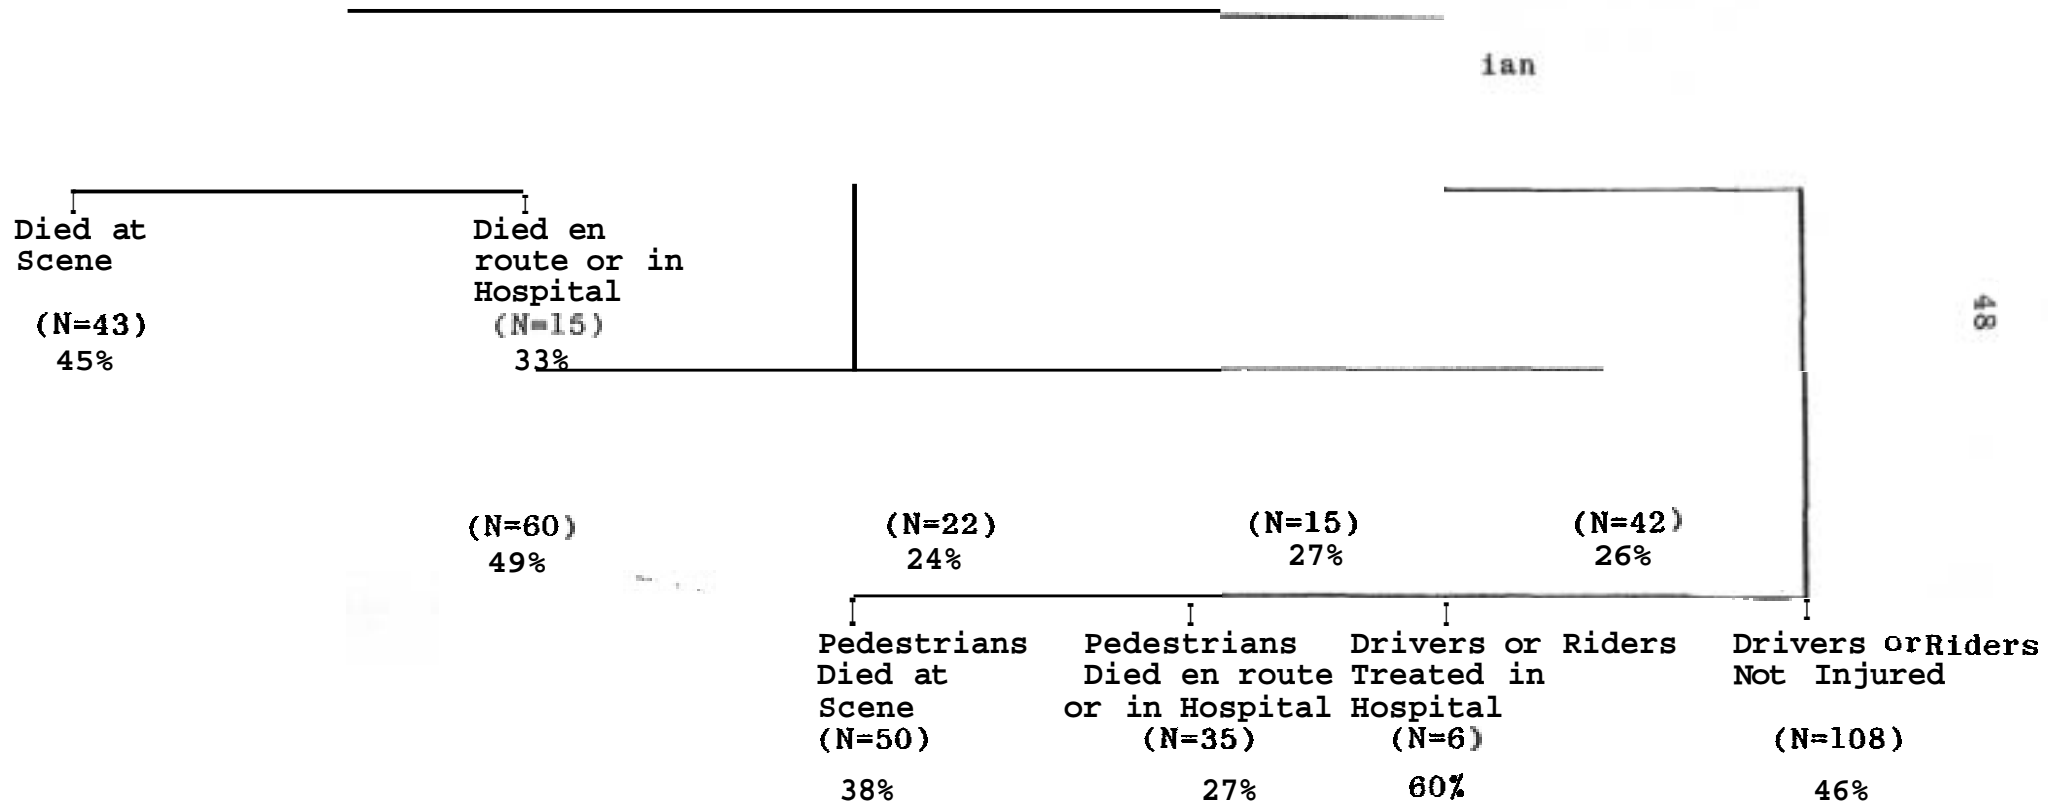 ian
Died at
Scene
(N=43)
45%
Died en
route or in
Hospital
(N=15)
33%
48
(N=60)
49%
(N=22)
24%
(N=15)
27%
(N=42)
26%
Pedestrians
Died at
Scene
(N=50)
38%
Pedestrians
Died en route
or in Hospital
(N=35)
27%
Drivers or Riders
Treated in
Hospital
(N=6)
60%
Drivers or Riders
Not Injured
(N=108)
46%